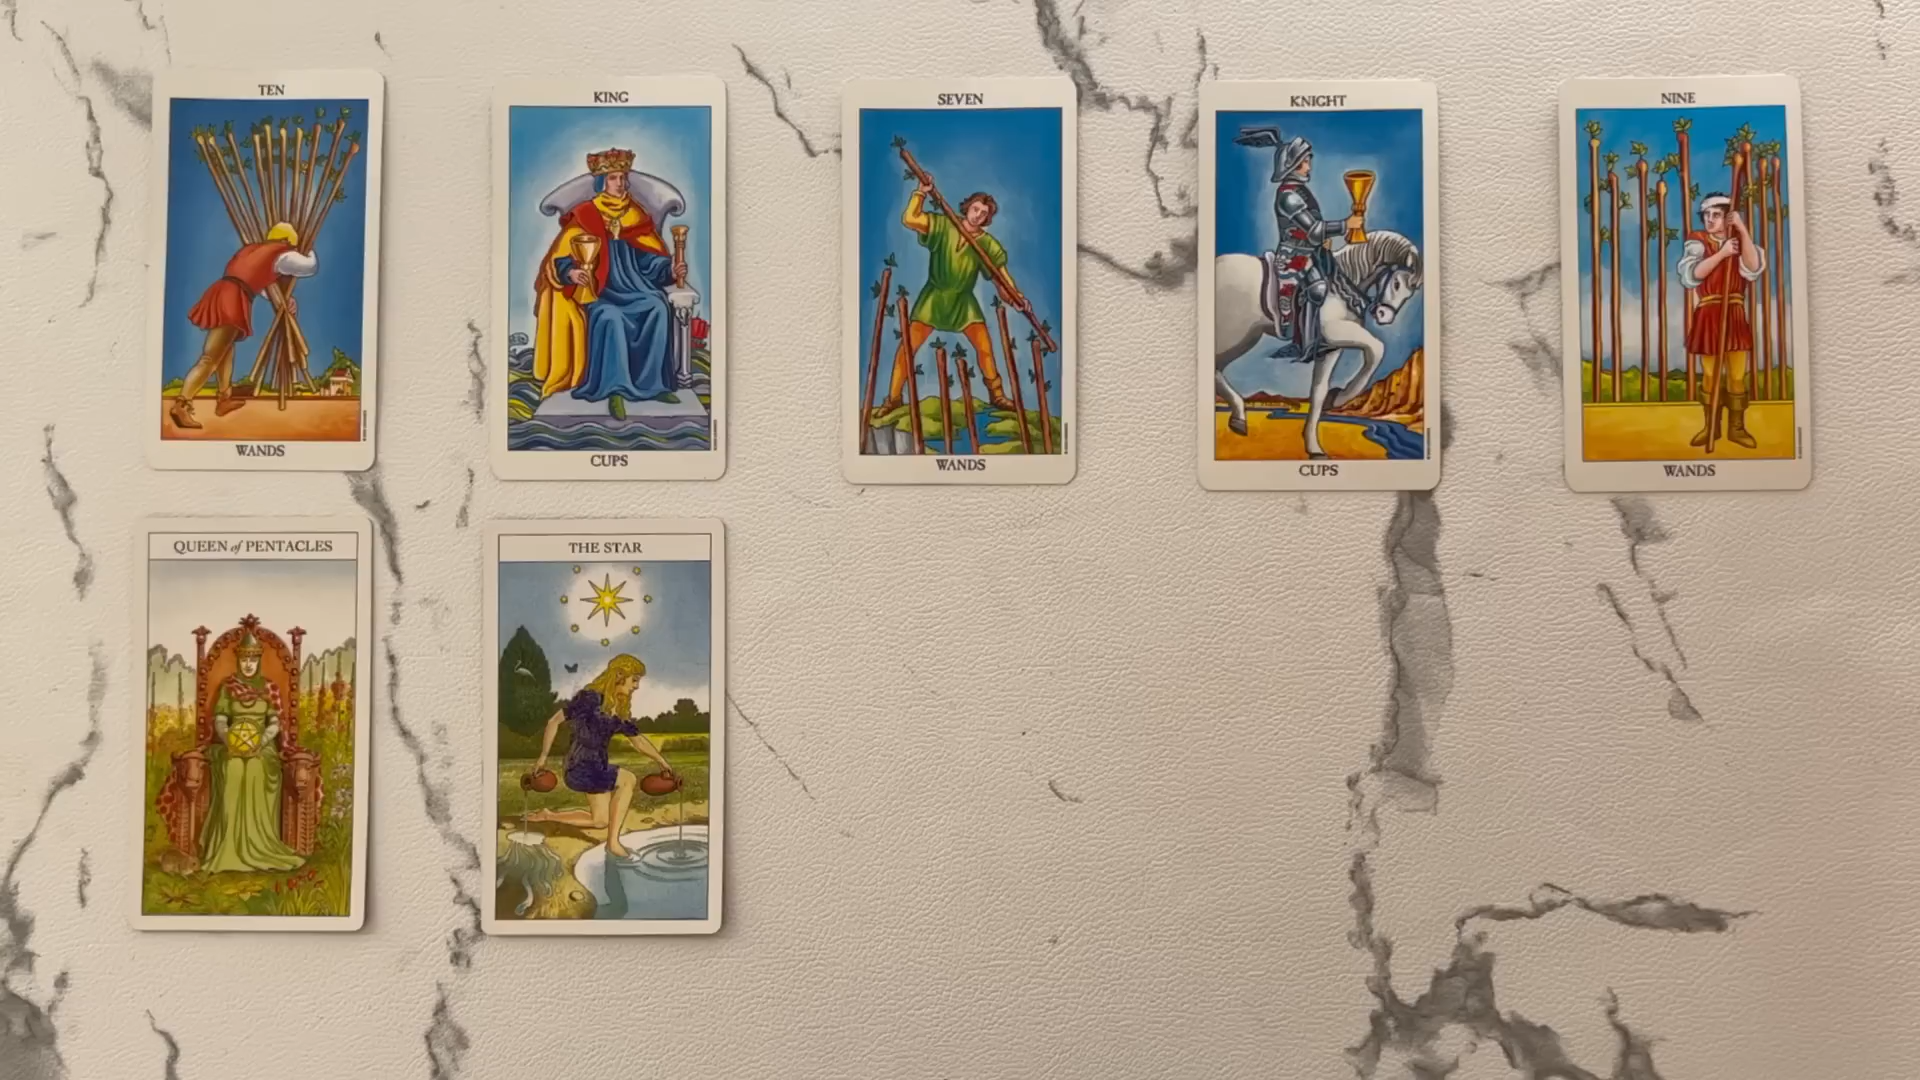 TEN
WANDS
KING
CUPS
SEVEN
WANDS
KNIGHT
CUPS
NINE
WANDS
QUEEN of PENTACLES
THE STAR